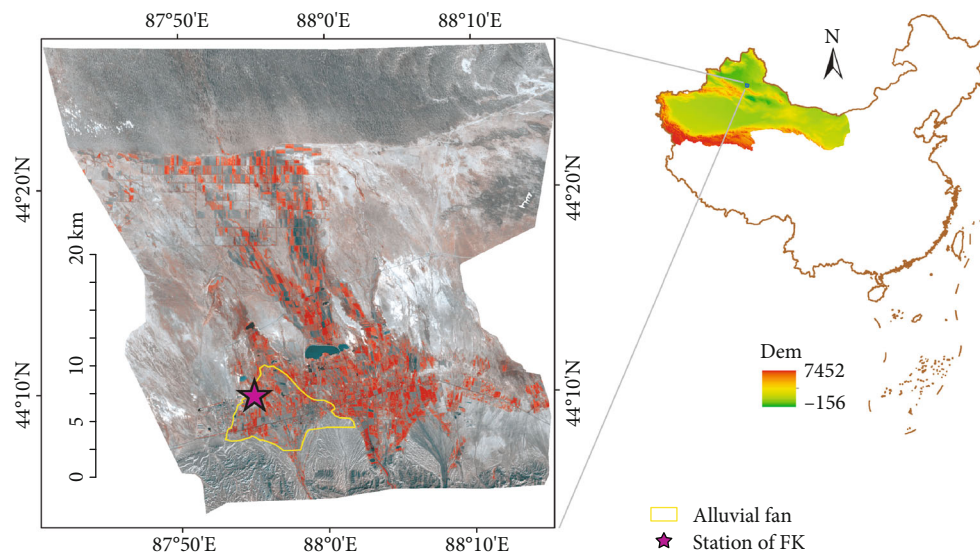 87°50'E
88°0'E
88°10'E
N
44°20'N
44°20'N
20 km
10
5
0
44°10'N
44°10'N
Dem
7452
–156
87°50'E
88°0'E
88°10'E
Alluvial fan
Station of FK